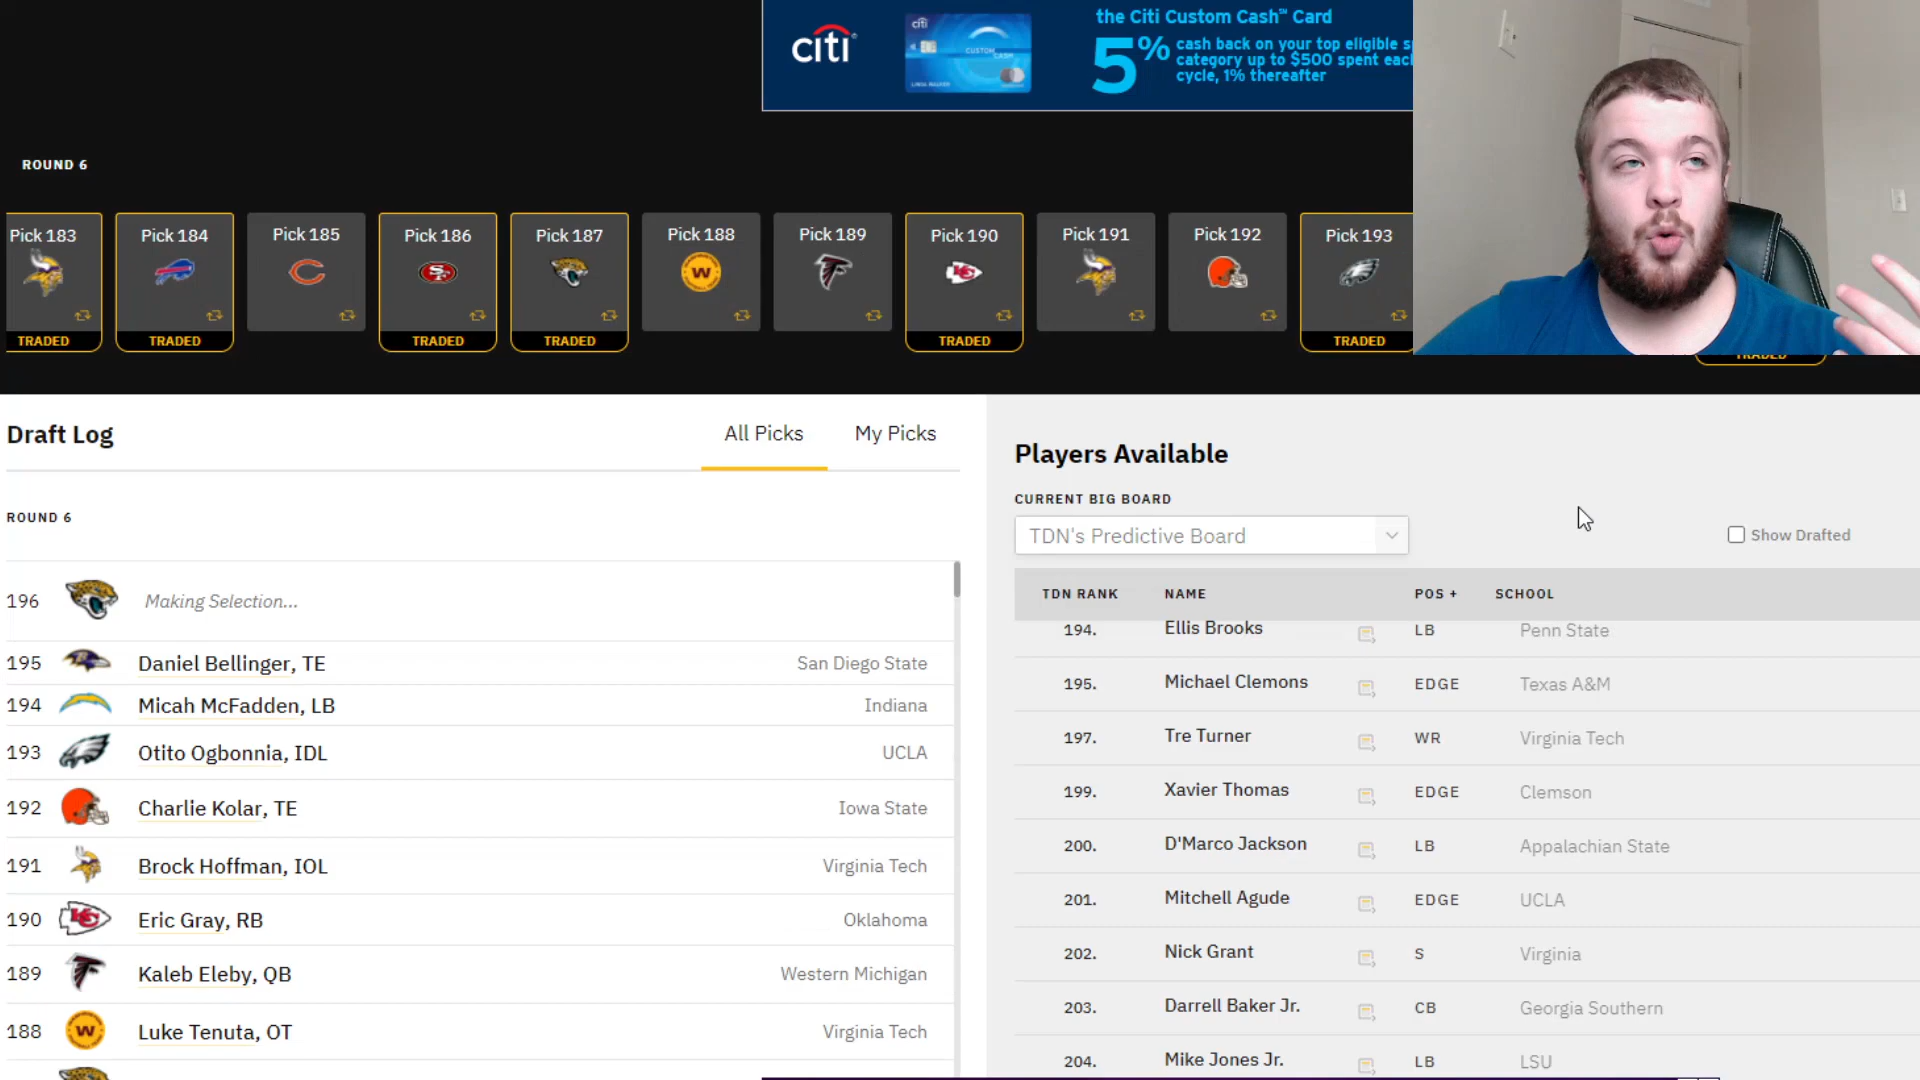 citi
the Citi Custom Cash℠ Card
5% cash back on your top eligible s
category up to $500 spent eac
cycle, 1% thereafter
citi
CUSTOM CASH
ROUND 6
Pick 183
Pick 184
Pick 185
Pick 186
Pick 187
Pick 188
Pick 189
Pick 190
Pick 191
Pick 192
Pick 193
TRADED
TRADED
TRADED
TRADED
TRADED
TRADED
TRADED
Draft Log
All Picks
My Picks
ROUND 6
196 Making Selection...
195 Daniel Bellinger, TE San Diego State
194 Micah McFadden, LB Indiana
193 Otito Ogbonnia, IDL UCLA
192 Charlie Kolar, TE Iowa State
191 Brock Hoffman, IOL Virginia Tech
190 Eric Gray, RB Oklahoma
189 Kaleb Eleby, QB Western Michigan
188 Luke Tenuta, OT Virginia Tech
Players Available
CURRENT BIG BOARD
TDN's Predictive Board
Show Drafted
TDN RANK NAME POS + SCHOOL
194. Ellis Brooks LB Penn State
195. Michael Clemons EDGE Texas A&M
197. Tre Turner WR Virginia Tech
199. Xavier Thomas EDGE Clemson
200. D'Marco Jackson LB Appalachian State
201. Mitchell Agude EDGE UCLA
202. Nick Grant S Virginia
203. Darrell Baker Jr. CB Georgia Southern
204. Mike Jones Jr. LB LSU